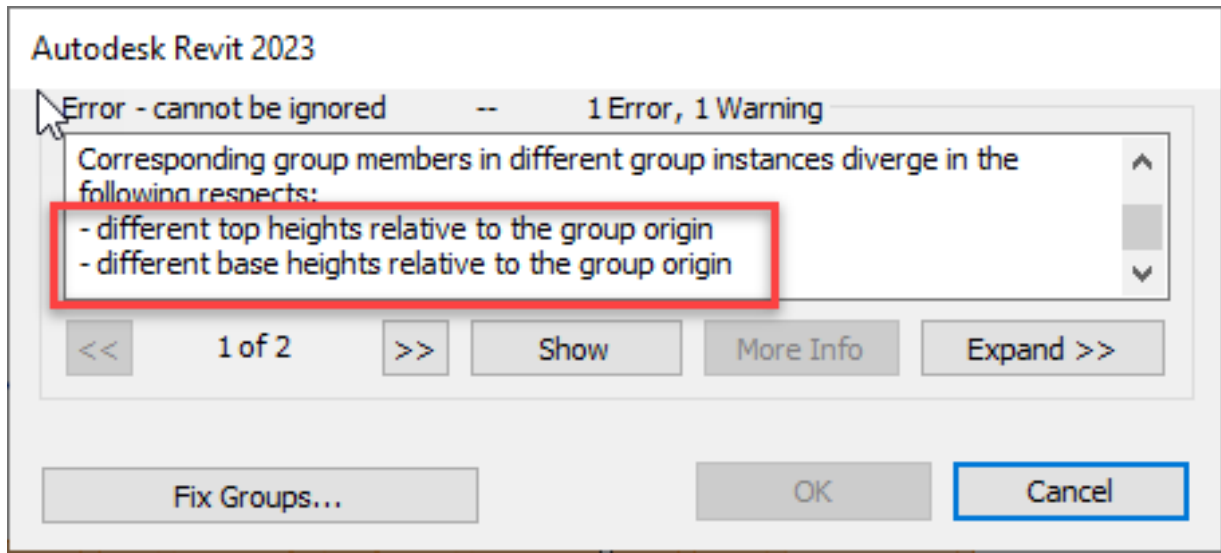 Autodesk Revit 2023
Error - cannot be ignored -- 1 Error, 1 Warning
Corresponding group members in different group instances diverge in the
following respects:
- different top heights relative to the group origin
- different base heights relative to the group origin
<< 1 of 2 >> Show More Info Expand >>
Fix Groups... OK Cancel